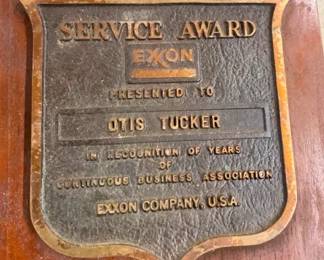 SERVICE AWARD
EXXON
PRESENTED TO
OTIS TUCKER
IN RECOGNITION OF YEARS
OF
CONTINUOUS BUSINESS ASSOCIATION
EXXON COMPANY, U.S.A.